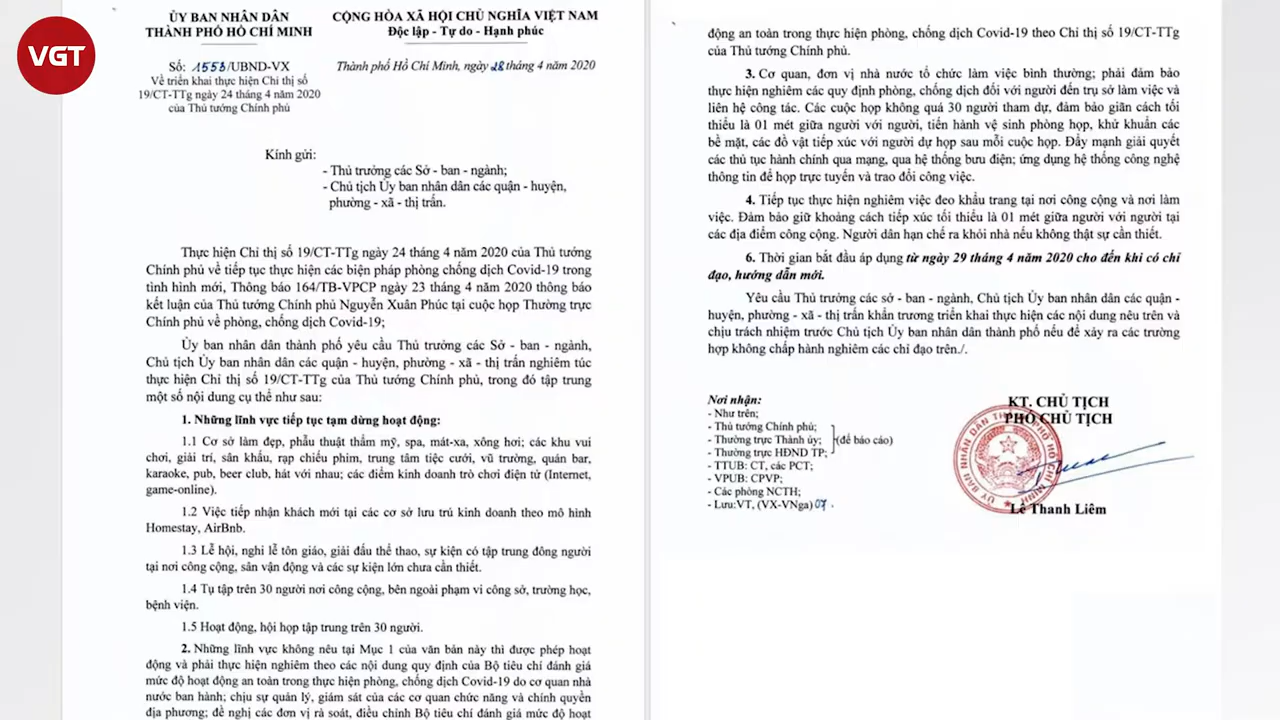 VGT
ỦY BAN NHÂN DÂN
THÀNH PHỐ HỒ CHÍ MINH
CỘNG HÒA XÃ HỘI CHỦ NGHĨA VIỆT NAM
Độc lập - Tự do - Hạnh phúc
Số: 1553/UBND-VX
Về triển khai thực hiện Chỉ thị số
19/CT-TTg ngày 24 tháng 4 năm 2020
của Thủ tướng Chính phủ
Thành phố Hồ Chí Minh, ngày 28 tháng 4 năm 2020
Kính gửi:
- Thủ trưởng các Sở - ban - ngành;
- Chủ tịch Ủy ban nhân dân các quận - huyện,
phường - xã - thị trấn.
Thực hiện Chỉ thị số 19/CT-TTg ngày 24 tháng 4 năm 2020 của Thủ tướng
Chính phủ về tiếp tục thực hiện các biện pháp phòng chống dịch Covid-19 trong
tình hình mới, Thông báo 164/TB-VPCP ngày 23 tháng 4 năm 2020 thông báo
kết luận của Thủ tướng Chính phủ Nguyễn Xuân Phúc tại cuộc họp Thường trực
Chính phủ về phòng, chống dịch Covid-19;
Ủy ban nhân dân thành phố yêu cầu Thủ trưởng các Sở - ban - ngành,
Chủ tịch Ủy ban nhân dân các quận - huyện, phường - xã - thị trấn nghiêm túc
thực hiện Chỉ thị số 19/CT-TTg của Thủ tướng Chính phủ, trong đó tập trung
một số nội dung cụ thể như sau:
1. Những lĩnh vực tiếp tục tạm dừng hoạt động:
1.1 Cơ sở làm đẹp, phẫu thuật thẩm mỹ, spa, mát-xa, xông hơi; các khu vui
chơi, giải trí, sân khấu, rạp chiếu phim, trung tâm tiệc cưới, vũ trường, quán bar,
karaoke, pub, beer club, hát với nhau; các điểm kinh doanh trò chơi điện tử (Internet,
game-online).
1.2 Việc tiếp nhận khách mới tại các cơ sở lưu trú kinh doanh theo mô hình
Homestay, AirBnb.
1.3 Lễ hội, nghi lễ tôn giáo, giải đấu thể thao, sự kiện có tập trung đông người
tại nơi công cộng, sân vận động và các sự kiện lớn chưa cần thiết.
1.4 Tụ tập trên 30 người nơi công cộng, bên ngoài phạm vi công sở, trường học,
bệnh viện.
1.5 Hoạt động, hội họp tập trung trên 30 người.
2. Những lĩnh vực không nêu tại Mục 1 của văn bản này thì được phép hoạt
động và phải thực hiện nghiêm theo các nội dung quy định của Bộ tiêu chí đánh giá
mức độ hoạt động an toàn trong thực hiện phòng, chống dịch Covid-19 do cơ quan nhà
nước ban hành; chịu sự quản lý, giám sát của các cơ quan chức năng và chính quyền
địa phương; đề nghị các đơn vị rà soát, điều chỉnh Bộ tiêu chí đánh giá mức độ hoạt
động an toàn trong thực hiện phòng, chống dịch Covid-19 theo Chỉ thị số 19/CT-TTg
của Thủ tướng Chính phủ.
3. Cơ quan, đơn vị nhà nước tổ chức làm việc bình thường; phải đảm bảo
thực hiện nghiêm các quy định phòng, chống dịch đối với người đến trụ sở làm việc và
liên hệ công tác. Các cuộc họp không quá 30 người tham dự, đảm bảo giãn cách tối
thiểu là 01 mét giữa người với người, tiến hành vệ sinh phòng họp, khử khuẩn các
bề mặt, các đồ vật tiếp xúc với người dự họp sau mỗi cuộc họp. Đẩy mạnh giải quyết
các thủ tục hành chính qua mạng, qua hệ thống bưu điện; ứng dụng hệ thống công nghệ
thông tin để họp trực tuyến và trao đổi công việc.
4. Tiếp tục thực hiện nghiêm việc đeo khẩu trang tại nơi công cộng và nơi làm
việc. Đảm bảo giữ khoảng cách tiếp xúc tối thiểu là 01 mét giữa người với người tại
các địa điểm công cộng. Người dân hạn chế ra khỏi nhà nếu không thật sự cần thiết.
6. Thời gian bắt đầu áp dụng từ ngày 29 tháng 4 năm 2020 cho đến khi có chỉ
đạo, hướng dẫn mới.
Yêu cầu Thủ trưởng các sở - ban - ngành, Chủ tịch Ủy ban nhân dân các quận -
huyện, phường - xã - thị trấn khẩn trương triển khai thực hiện các nội dung nêu trên và
chịu trách nhiệm trước Chủ tịch Ủy ban nhân dân thành phố nếu để xảy ra các trường
hợp không chấp hành nghiêm các chỉ đạo trên./.
Nơi nhận:
- Như trên;
- Thủ tướng Chính phủ;
- Thường trực Thành ủy;
- Thường trực HĐND TP;
(để báo cáo)
- TTUB: CT, các PCT;
- VPUB: CPVP;
- Các phòng NCTH;
- Lưu:VT, (VX-VNga) 07.
KT. CHỦ TỊCH
PHÓ CHỦ TỊCH
ỦY BAN NHÂN DÂN THÀNH PHỐ HỒ CHÍ MINH
Lê Thanh Liêm